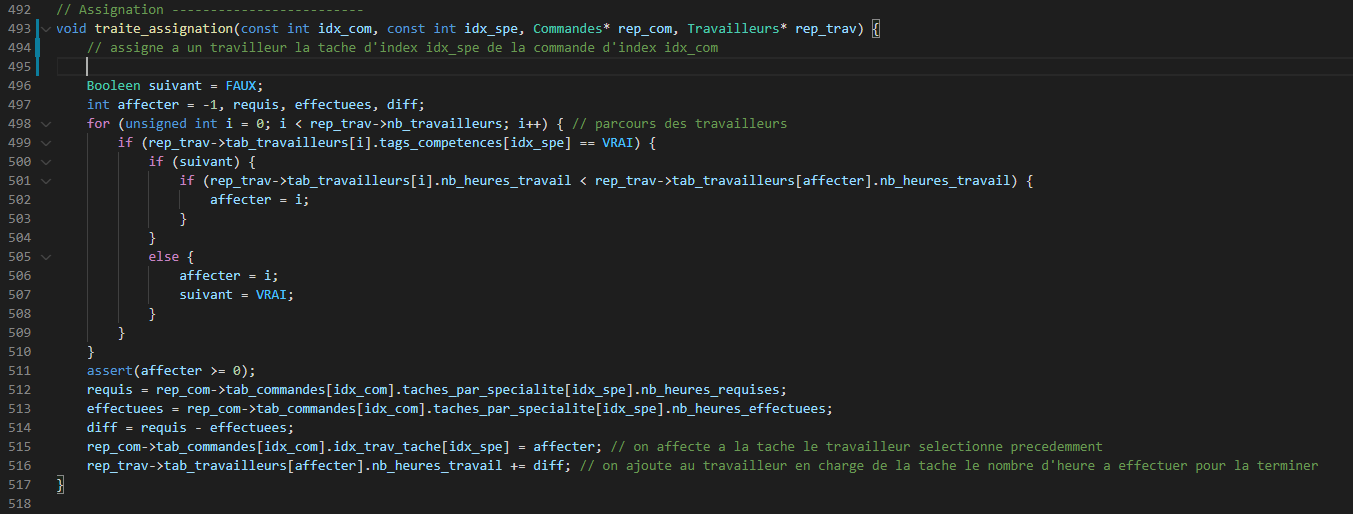 492 // Assignation -------------------------
493 void traite_assignation(const int idx_com, const int idx_spe, Commandes* rep_com, Travailleurs* rep_trav) {
494 // assigne a un travilleur la tache d'index idx_spe de la commande d'index idx_com
495
496 Booleen suivant = FAUX;
497 int affecter = -1, requis, effectuees, diff;
498 for (unsigned int i = 0; i < rep_trav->nb_travailleurs; i++) { // parcours des travailleurs
499 if (rep_trav->tab_travailleurs[i].tags_competences[idx_spe] == VRAI) {
500 if (suivant) {
501 if (rep_trav->tab_travailleurs[i].nb_heures_travail < rep_trav->tab_travailleurs[affecter].nb_heures_travail) {
502 affecter = i;
503 }
504 }
505 else {
506 affecter = i;
507 suivant = VRAI;
508 }
509 }
510 }
511 assert(affecter >= 0);
512 requis = rep_com->tab_commandes[idx_com].taches_par_specialite[idx_spe].nb_heures_requises;
513 effectuees = rep_com->tab_commandes[idx_com].taches_par_specialite[idx_spe].nb_heures_effectuees;
514 diff = requis - effectuees;
515 rep_com->tab_commandes[idx_com].idx_trav_tache[idx_spe] = affecter; // on affecte a la tache le travailleur selectionne precedemment
516 rep_trav->tab_travailleurs[affecter].nb_heures_travail += diff; // on ajoute au travailleur en charge de la tache le nombre d'heure a effectuer pour la terminer
517 }
518